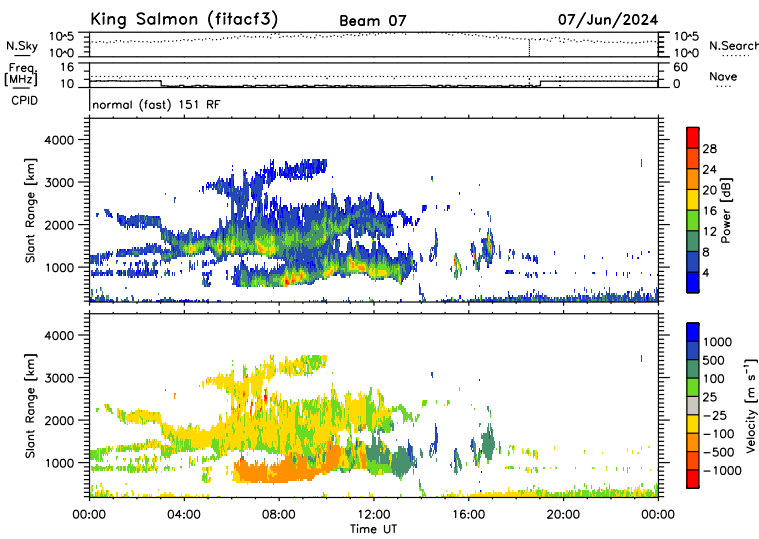 King Salmon (fitacf3) Beam 07 07/Jun/2024
N.Sky 10^5 10^0 10^5 10^0 N.Search
Freq. [MHz] 16 10 60 0 Nave
CPID normal (fast) 151 RF
Slant Range [km] 4000 3000 2000 1000
Power [dB] 28 24 20 16 12 8 4
Slant Range [km] 4000 3000 2000 1000
Velocity [m s⁻¹] 1000 500 100 25 −25 −100 −500 −1000
00:00 04:00 08:00 12:00 16:00 20:00 00:00
Time UT